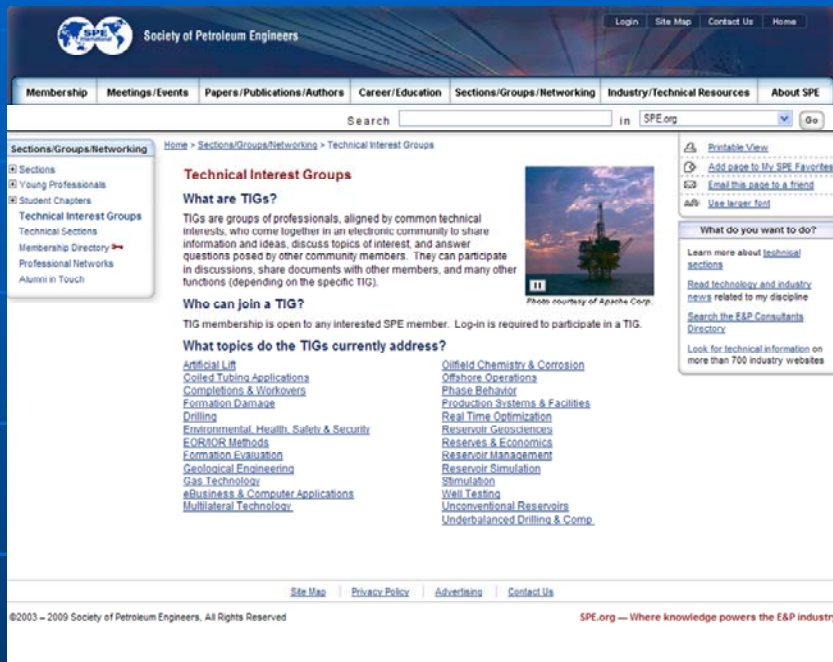 SPE
International
Society of Petroleum Engineers
Login Site Map Contact Us Home
Membership Meetings/Events Papers/Publications/Authors Career/Education Sections/Groups/Networking Industry/Technical Resources About SPE
Search in SPE.org Go
Sections/Groups/Networking
Sections
Young Professionals
Student Chapters
Technical Interest Groups
Technical Sections
Membership Directory
Professional Networks
Alumni in Touch
Home > Sections/Groups/Networking > Technical Interest Groups
Technical Interest Groups
What are TIGs?
TIGs are groups of professionals, aligned by common technical
interests, who come together in an electronic community to share
information and ideas, discuss topics of interest, and answer
questions posed by other community members. They can participate
in discussions, share documents with other members, and many other
functions (depending on the specific TIG).
Photo courtesy of Apache Corp.
Who can join a TIG?
TIG membership is open to any interested SPE member. Log-in is required to participate in a TIG.
What topics do the TIGs currently address?
Artificial Lift
Coiled Tubing Applications
Completions & Workovers
Formation Damage
Drilling
Environmental, Health, Safety & Security
EOR/IOR Methods
Formation Evaluation
Geological Engineering
Gas Technology
eBusiness & Computer Applications
Multilateral Technology
Oilfield Chemistry & Corrosion
Offshore Operations
Phase Behavior
Production Systems & Facilities
Real Time Optimization
Reservoir Geosciences
Reserves & Economics
Reservoir Management
Reservoir Simulation
Stimulation
Well Testing
Unconventional Reservoirs
Underbalanced Drilling & Comp.
Printable View
Add page to My SPE Favorites
Email this page to a friend
Use larger font
What do you want to do?
Learn more about technical
sections
Read technology and industry
news related to my discipline
Search the E&P Consultants
Directory
Look for technical information on
more than 700 industry websites
Site Map Privacy Policy Advertising Contact Us
©2003 – 2009 Society of Petroleum Engineers, All Rights Reserved
SPE.org — Where knowledge powers the E&P industry